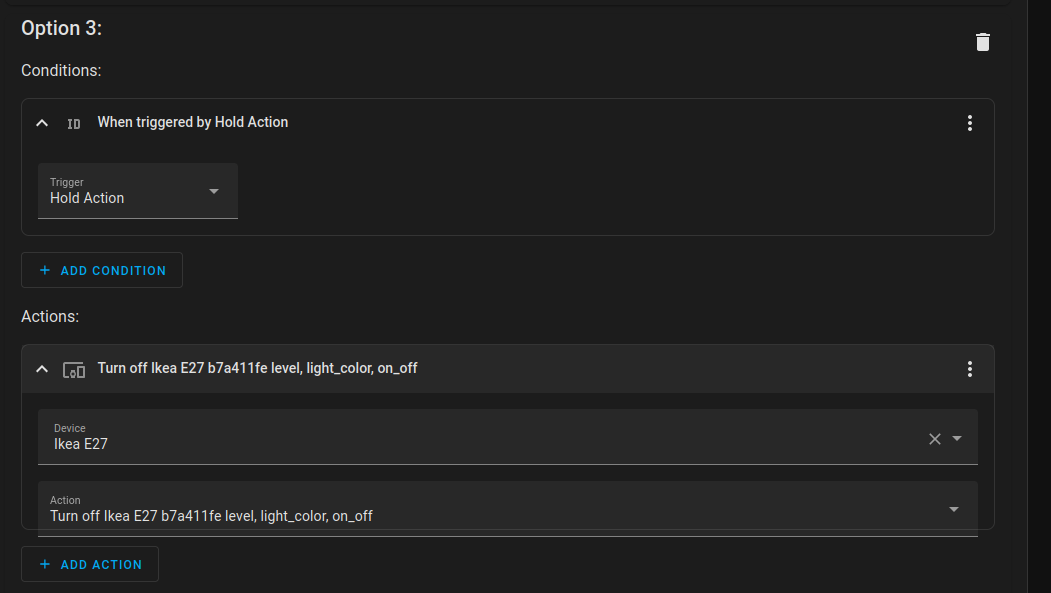 Option 3:
Conditions:
ID When triggered by Hold Action
Trigger
Hold Action
+ ADD CONDITION
Actions:
Turn off Ikea E27 b7a411fe level, light_color, on_off
Device
Ikea E27
Action
Turn off Ikea E27 b7a411fe level, light_color, on_off
+ ADD ACTION